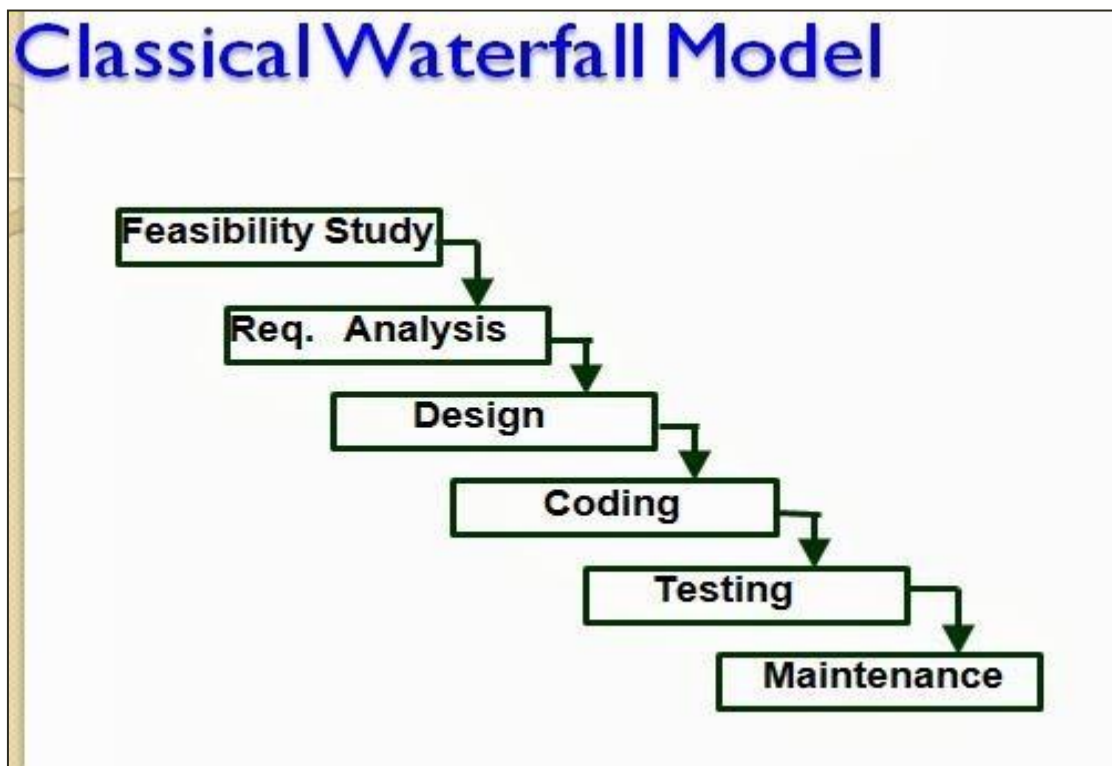 Classical Waterfall Model
Feasibility Study
Req. Analysis
Design
Coding
Testing
Maintenance